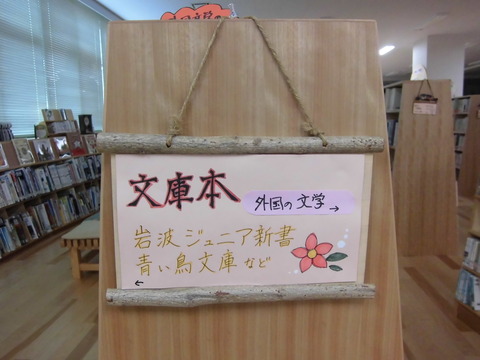 文庫本
外国の文学→
岩波ジュニア新書
青い鳥文庫など
←